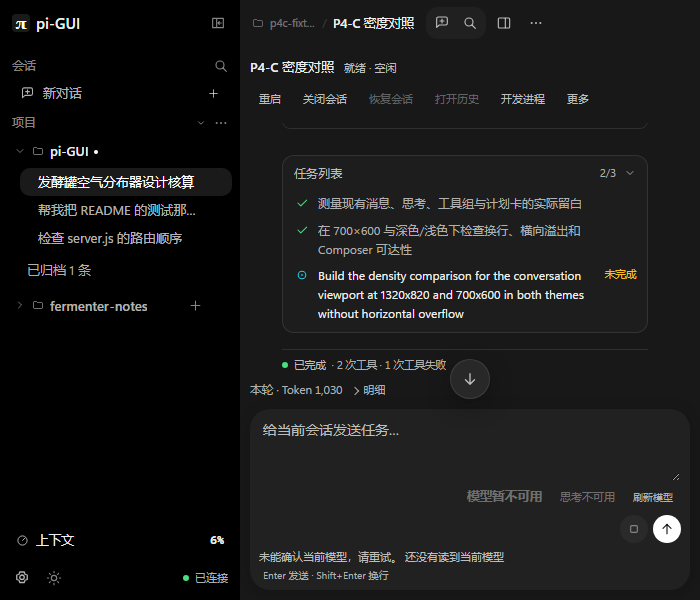 π pi-GUI
会话
新对话
项目
pi-GUI
发酵罐空气分布器设计核算
帮我把 README 的测试那...
检查 server.js 的路由顺序
已归档 1 条
fermenter-notes
上下文 6%
已连接
p4c-fixt... / P4-C 密度对照
P4-C 密度对照 就绪 · 空闲
重启 关闭会话 恢复会话 打开历史 开发进程 更多
任务列表 2/3
测量现有消息、思考、工具组与计划卡的实际留白
在 700×600 与深色/浅色下检查换行、横向溢出和
Composer 可达性
Build the density comparison for the conversation 未完成
viewport at 1320x820 and 700x600 in both themes
without horizontal overflow
已完成 · 2 次工具 · 1 次工具失败
本轮 · Token 1,030 明细
给当前会话发送任务...
模型暂不可用 思考不可用 刷新模型
未能确认当前模型，请重试。 还没有读到当前模型
Enter 发送 · Shift+Enter 换行